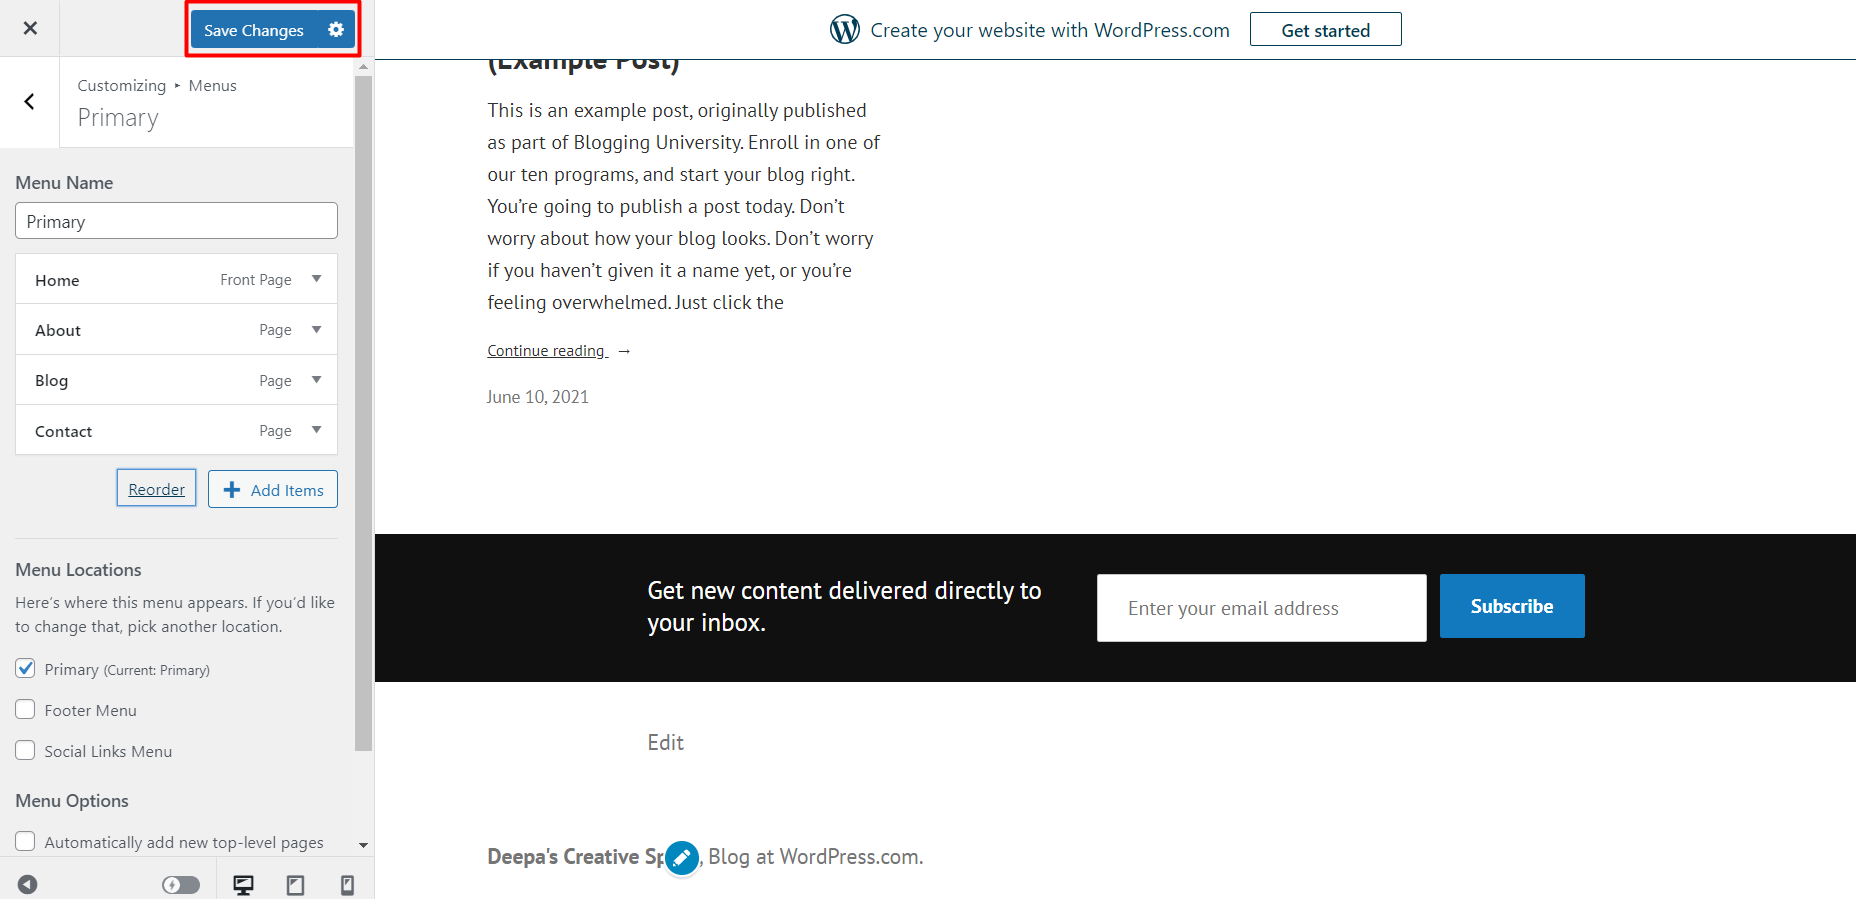 Save Changes
Customizing ▸ Menus
Primary
Menu Name
Primary
Home Front Page
About Page
Blog Page
Contact Page
Reorder
Add Items
Menu Locations
Here's where this menu appears. If you'd like
to change that, pick another location.
Primary (Current: Primary)
Footer Menu
Social Links Menu
Menu Options
Automatically add new top-level pages
Create your website with WordPress.com
Get started
(Example Post)
This is an example post, originally published
as part of Blogging University. Enroll in one of
our ten programs, and start your blog right.
You’re going to publish a post today. Don’t
worry about how your blog looks. Don’t worry
if you haven’t given it a name yet, or you’re
feeling overwhelmed. Just click the
Continue reading →
June 10, 2021
Get new content delivered directly to
your inbox.
Enter your email address
Subscribe
Edit
Deepa's Creative Sp, Blog at WordPress.com.